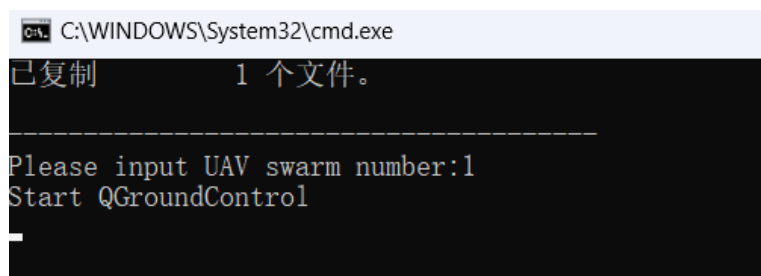 C:\WINDOWS\System32\cmd.exe
已复制         1 个文件。
---------------------------------------
Please input UAV swarm number:1
Start QGroundControl